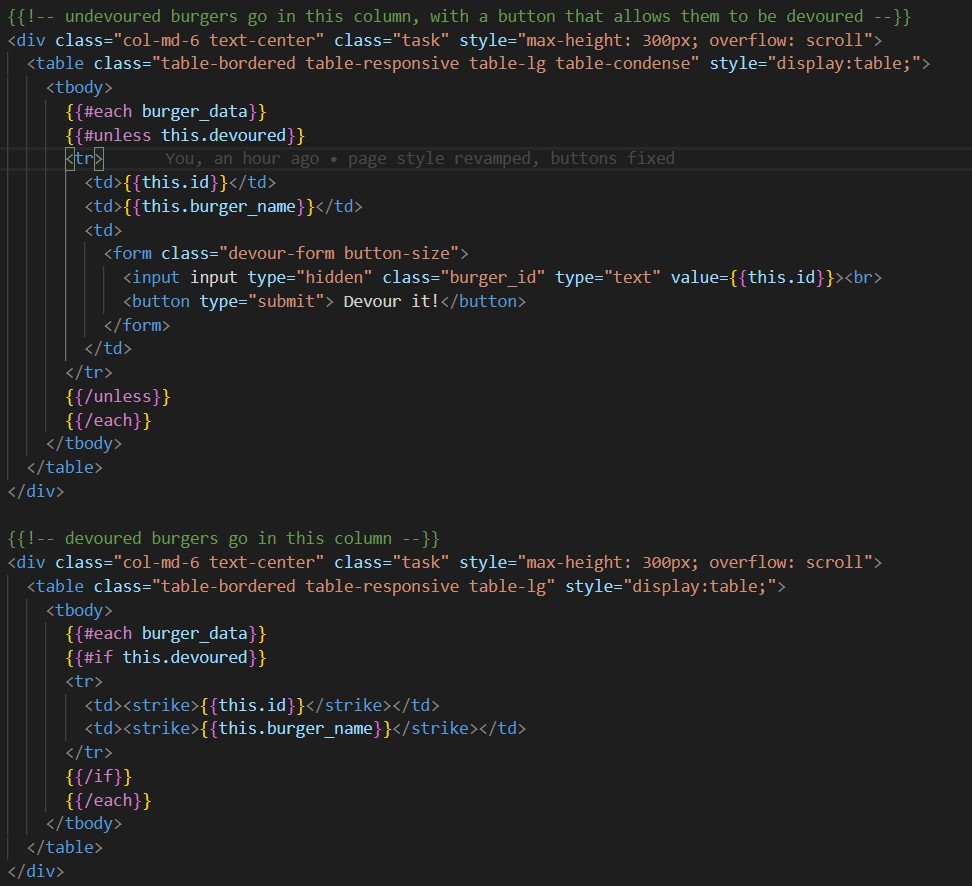 {{!-- undevoured burgers go in this column, with a button that allows them to be devoured --}}
<div class="col-md-6 text-center" class="task" style="max-height: 300px; overflow: scroll">
<table class="table-bordered table-responsive table-lg table-condense" style="display:table;">
<tbody>
{{#each burger_data}}
{{#unless this.devoured}}
<tr> You, an hour ago • page style revamped, buttons fixed
<td>{{this.id}}</td>
<td>{{this.burger_name}}</td>
<td>
<form class="devour-form button-size">
<input input type="hidden" class="burger_id" type="text" value={{this.id}}><br>
<button type="submit"> Devour it!</button>
</form>
</td>
</tr>
{{/unless}}
{{/each}}
</tbody>
</table>
</div>
{{!-- devoured burgers go in this column --}}
<div class="col-md-6 text-center" class="task" style="max-height: 300px; overflow: scroll">
<table class="table-bordered table-responsive table-lg" style="display:table;">
<tbody>
{{#each burger_data}}
{{#if this.devoured}}
<tr>
<td><strike>{{this.id}}</strike></td>
<td><strike>{{this.burger_name}}</strike></td>
</tr>
{{/if}}
{{/each}}
</tbody>
</table>
</div>